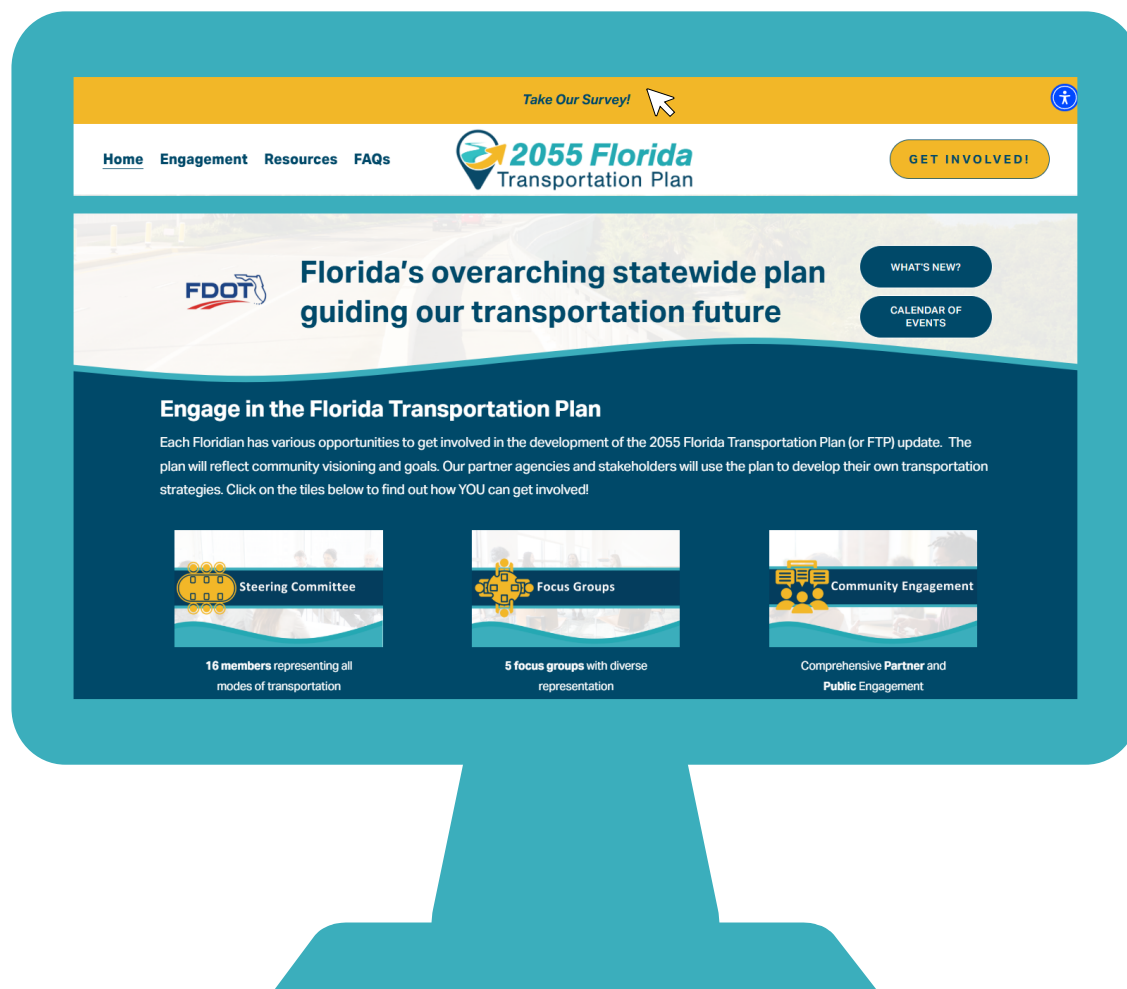 Take Our Survey!
Home Engagement Resources FAQs
2055 Florida
Transportation Plan
GET INVOLVED!
FDOT
Florida's overarching statewide plan
guiding our transportation future
WHAT'S NEW?
CALENDAR OF
EVENTS
Engage in the Florida Transportation Plan
Each Floridian has various opportunities to get involved in the development of the 2055 Florida Transportation Plan (or FTP) update. The
plan will reflect community visioning and goals. Our partner agencies and stakeholders will use the plan to develop their own transportation
strategies. Click on the tiles below to find out how YOU can get involved!
Steering Committee
Focus Groups
Community Engagement
16 members representing all
modes of transportation
5 focus groups with diverse
representation
Comprehensive Partner and
Public Engagement